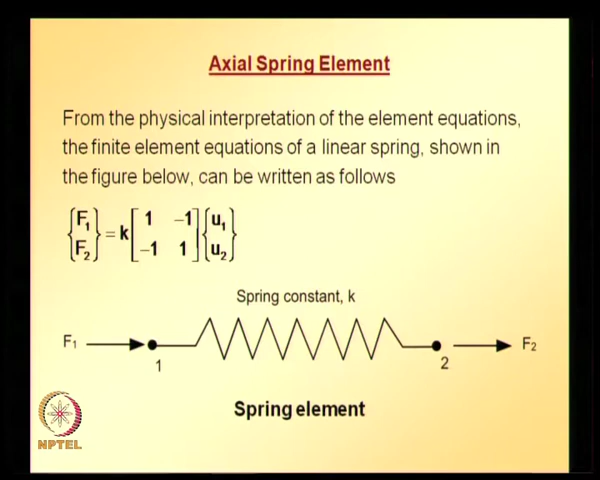 Axial Spring Element
From the physical interpretation of the element equations,
the finite element equations of a linear spring, shown in
the figure below, can be written as follows
{F₁ F₂} = k [1 −1 −1 1] {u₁ u₂}
Spring constant, k
F₁
F₂
1
2
Spring element
NPTEL